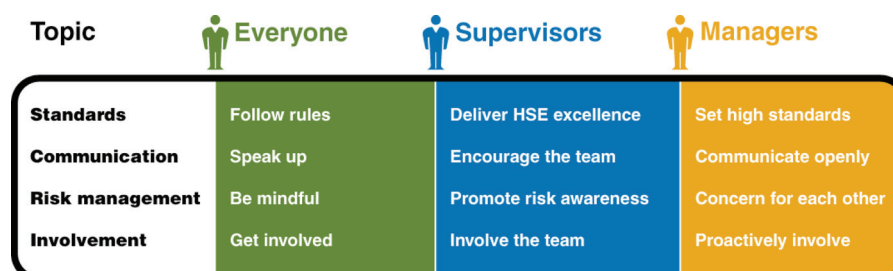 Topic Everyone Supervisors Managers
Standards Follow rules Deliver HSE excellence Set high standards
Communication Speak up Encourage the team Communicate openly
Risk management Be mindful Promote risk awareness Concern for each other
Involvement Get involved Involve the team Proactively involve